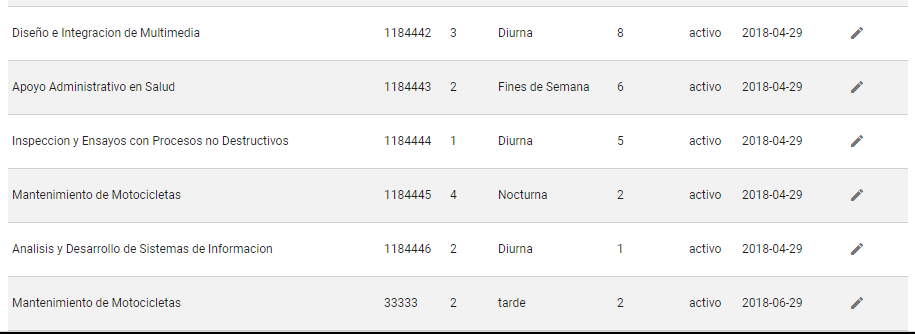 Diseño e Integracion de Multimedia 1184442 3 Diurna 8 activo 2018-04-29
Apoyo Administrativo en Salud 1184443 2 Fines de Semana 6 activo 2018-04-29
Inspeccion y Ensayos con Procesos no Destructivos 1184444 1 Diurna 5 activo 2018-04-29
Mantenimiento de Motocicletas 1184445 4 Nocturna 2 activo 2018-04-29
Analisis y Desarrollo de Sistemas de Informacion 1184446 2 Diurna 1 activo 2018-04-29
Mantenimiento de Motocicletas 33333 2 tarde 2 activo 2018-06-29